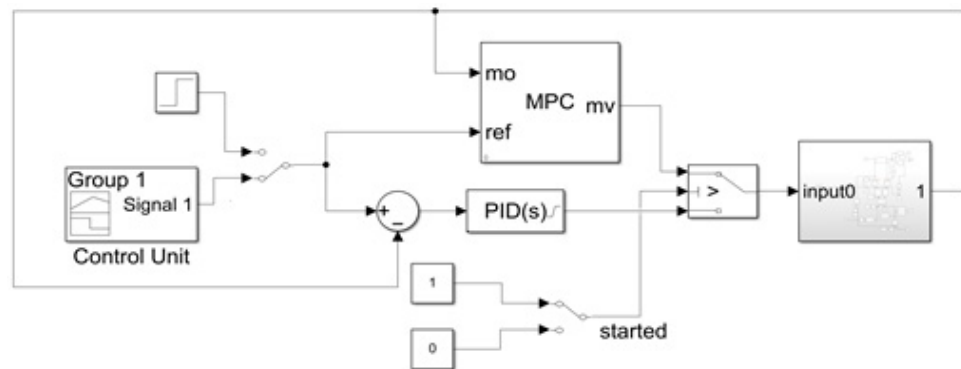 mo
MPC
mv
ref
Group 1
Signal 1
Control Unit
+
−
PID(s)
>
input0
1
1
0
started